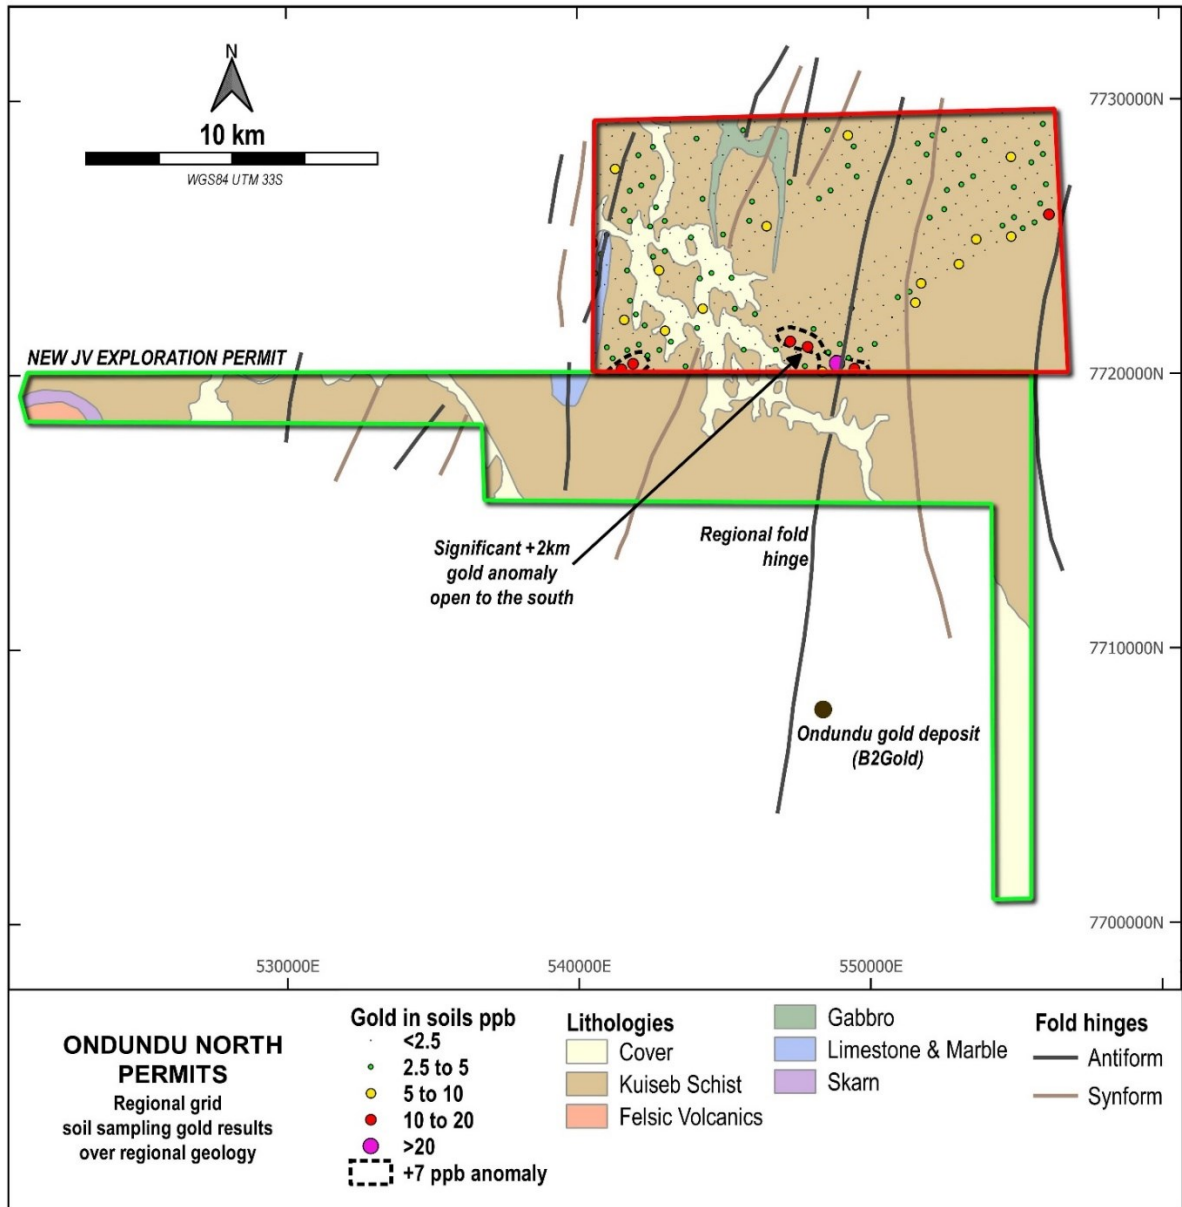 N
10 km
WGS84 UTM 33S
7730000N
NEW JV EXPLORATION PERMIT
7720000N
Significant +2km
gold anomaly
open to the south
Regional fold
hinge
7710000N
Ondundu gold deposit
(B2Gold)
7700000N
530000E
540000E
550000E
ONDUNDU NORTH
PERMITS
Regional grid
soil sampling gold results
over regional geology
Gold in soils ppb
<2.5
2.5 to 5
5 to 10
10 to 20
>20
+7 ppb anomaly
Lithologies
Cover
Kuiseb Schist
Felsic Volcanics
Gabbro
Limestone & Marble
Skarn
Fold hinges
Antiform
Synform